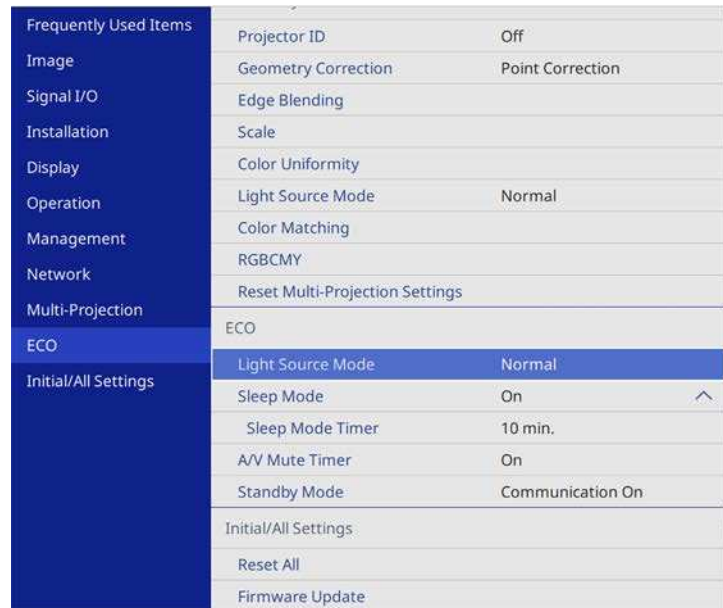 Frequently Used Items
Image
Signal I/O
Installation
Display
Operation
Management
Network
Multi-Projection
ECO
Initial/All Settings
Projector ID Off
Geometry Correction Point Correction
Edge Blending
Scale
Color Uniformity
Light Source Mode Normal
Color Matching
RGBCMY
Reset Multi-Projection Settings
ECO
Light Source Mode Normal
Sleep Mode On
Sleep Mode Timer 10 min.
A/V Mute Timer On
Standby Mode Communication On
Initial/All Settings
Reset All
Firmware Update